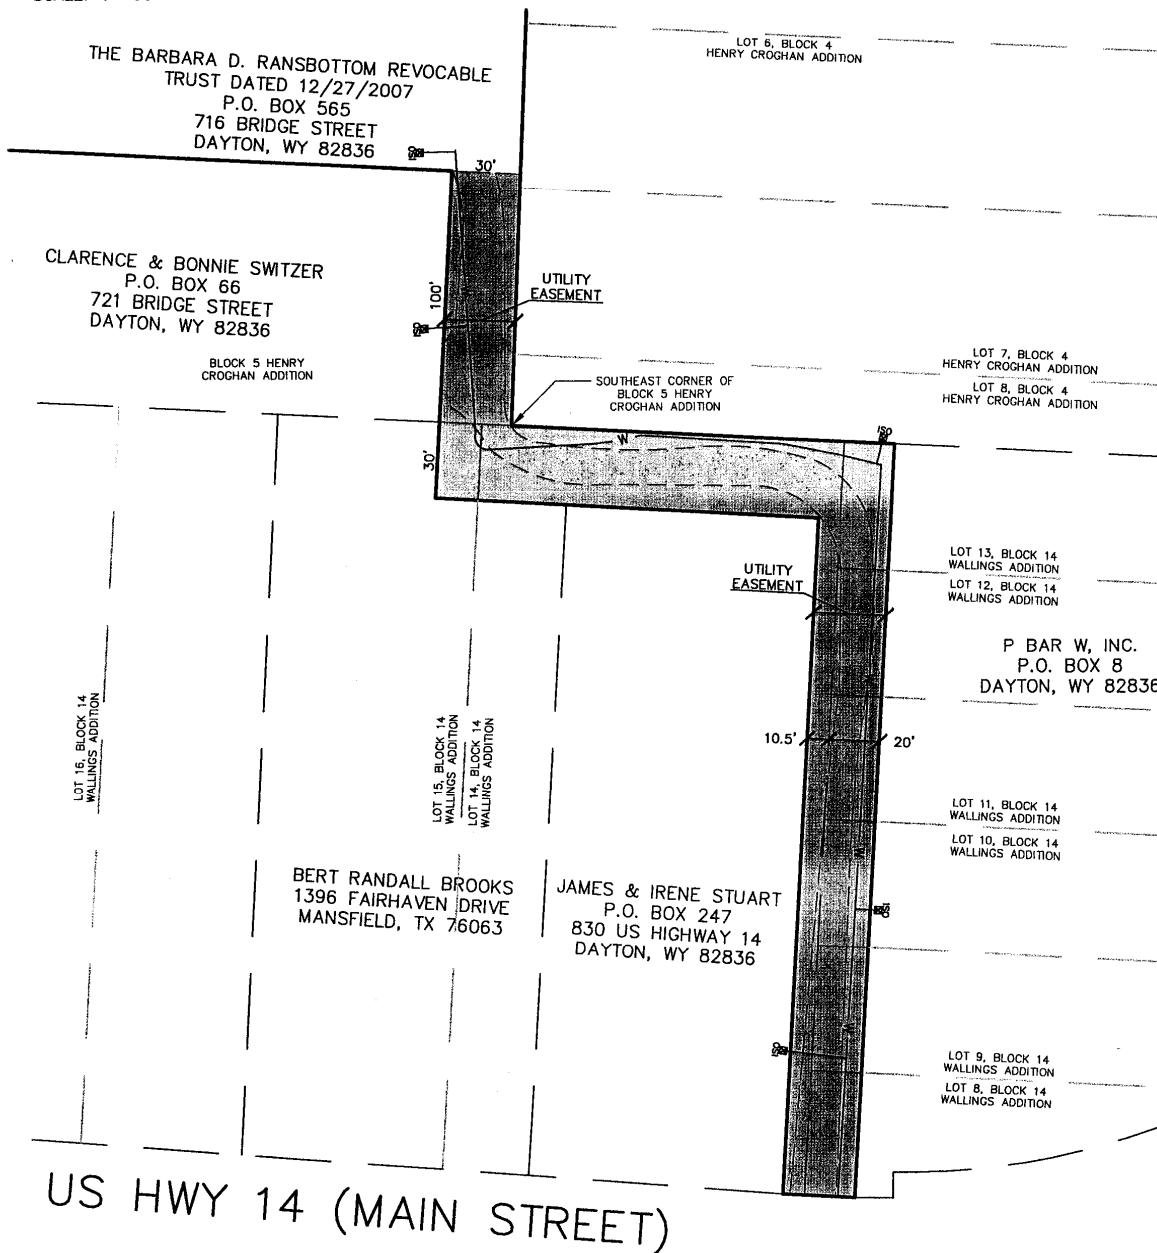 LOT 6, BLOCK 4
HENRY CROGHAN ADDITION
THE BARBARA D. RANSBOTTOM REVOCABLE
TRUST DATED 12/27/2007
P.O. BOX 565
716 BRIDGE STREET
DAYTON, WY 82836
ISO
30'
CLARENCE & BONNIE SWITZER
P.O. BOX 66
721 BRIDGE STREET
DAYTON, WY 82836
100'
ISO
UTILITY
EASEMENT
BLOCK 5 HENRY
CROGHAN ADDITION
SOUTHEAST CORNER OF
BLOCK 5 HENRY
CROGHAN ADDITION
LOT 7, BLOCK 4
HENRY CROGHAN ADDITION
LOT 8, BLOCK 4
HENRY CROGHAN ADDITION
ISO
W
30'
LOT 13, BLOCK 14
WALLINGS ADDITION
LOT 12, BLOCK 14
WALLINGS ADDITION
UTILITY
EASEMENT
P BAR W, INC.
P.O. BOX 8
DAYTON, WY 82836
LOT 16, BLOCK 14
WALLINGS ADDITION
LOT 15, BLOCK 14
WALLINGS ADDITION
LOT 14, BLOCK 14
WALLINGS ADDITION
10.5'
20'
LOT 11, BLOCK 14
WALLINGS ADDITION
LOT 10, BLOCK 14
WALLINGS ADDITION
W
BERT RANDALL BROOKS
1396 FAIRHAVEN DRIVE
MANSFIELD, TX 76063
JAMES & IRENE STUART
P.O. BOX 247
830 US HIGHWAY 14
DAYTON, WY 82836
ISO
W
ISO
LOT 9, BLOCK 14
WALLINGS ADDITION
LOT 8, BLOCK 14
WALLINGS ADDITION
US HWY 14 (MAIN STREET)